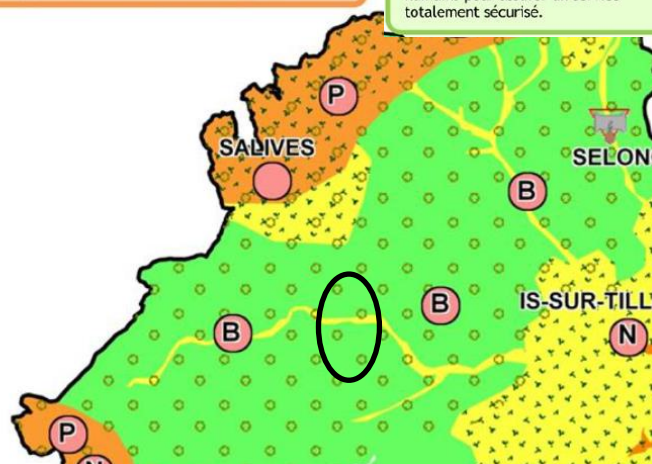 totalement sécurisé.
P
SALIVES
SELON
B
B
IS-SUR-TILL
B
N
P